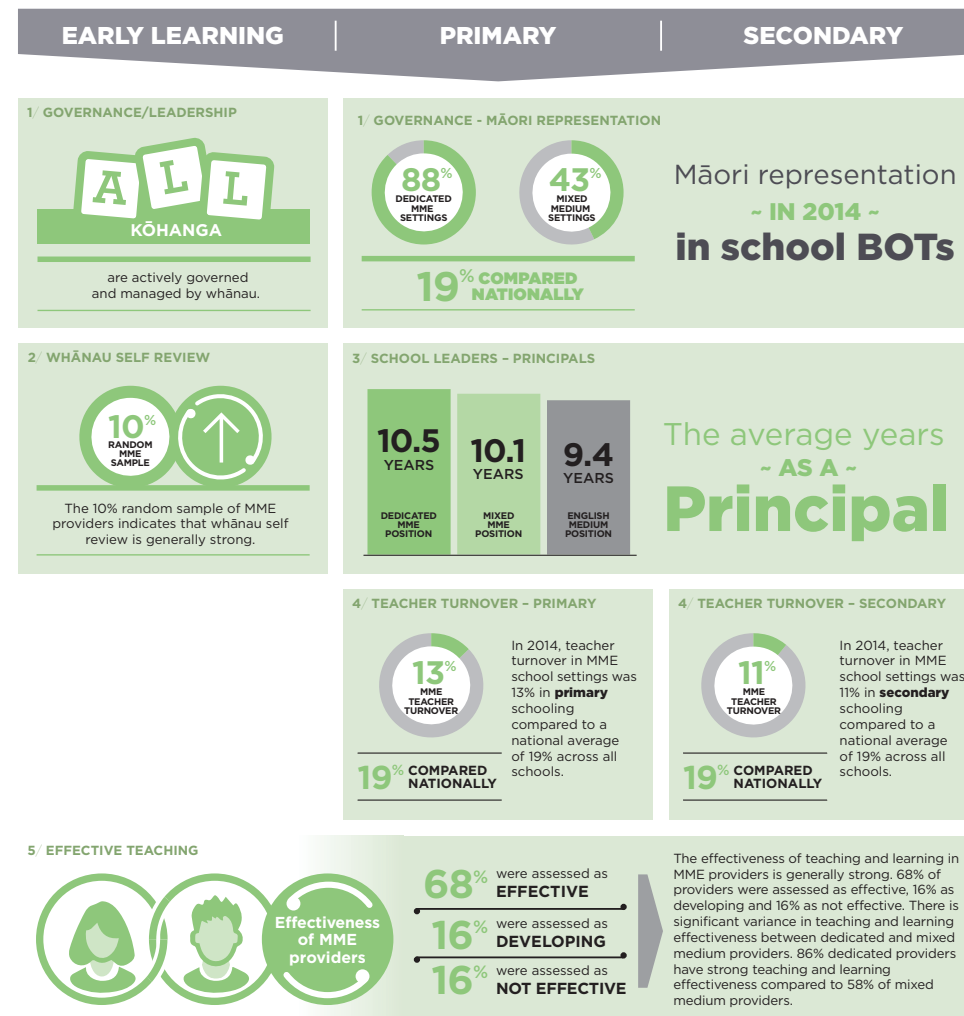 EARLY LEARNING
PRIMARY
SECONDARY
1/ GOVERNANCE/LEADERSHIP
ALL
KŌHANGA
are actively governed
and managed by whānau.
1/ GOVERNANCE - MĀORI REPRESENTATION
88%
DEDICATED
MME
SETTINGS
43%
MIXED
MEDIUM
SETTINGS
19% COMPARED
NATIONALLY
Māori representation
~ IN 2014 ~
in school BOTs
2/ WHĀNAU SELF REVIEW
10%
RANDOM
MME
SAMPLE
The 10% random sample of MME
providers indicates that whānau self
review is generally strong.
3/ SCHOOL LEADERS – PRINCIPALS
10.5
YEARS
DEDICATED
MME
POSITION
10.1
YEARS
MIXED
MME
POSITION
9.4
YEARS
ENGLISH
MEDIUM
POSITION
The average years
~ AS A ~
Principal
4/ TEACHER TURNOVER – PRIMARY
13%
MME
TEACHER
TURNOVER
19% COMPARED
NATIONALLY
In 2014, teacher
turnover in MME
school settings was
13% in primary
schooling
compared to a
national average
of 19% across all
schools.
4/ TEACHER TURNOVER – SECONDARY
11%
MME
TEACHER
TURNOVER
19% COMPARED
NATIONALLY
In 2014, teacher
turnover in MME
school settings was
11% in secondary
schooling
compared to a
national average
of 19% across all
schools.
5/ EFFECTIVE TEACHING
Effectiveness
of MME
providers
68% were assessed as
EFFECTIVE
16% were assessed as
DEVELOPING
16% were assessed as
NOT EFFECTIVE
The effectiveness of teaching and learning in
MME providers is generally strong. 68% of
providers were assessed as effective, 16% as
developing and 16% as not effective. There is
significant variance in teaching and learning
effectiveness between dedicated and mixed
medium providers. 86% dedicated providers
have strong teaching and learning
effectiveness compared to 58% of mixed
medium providers.